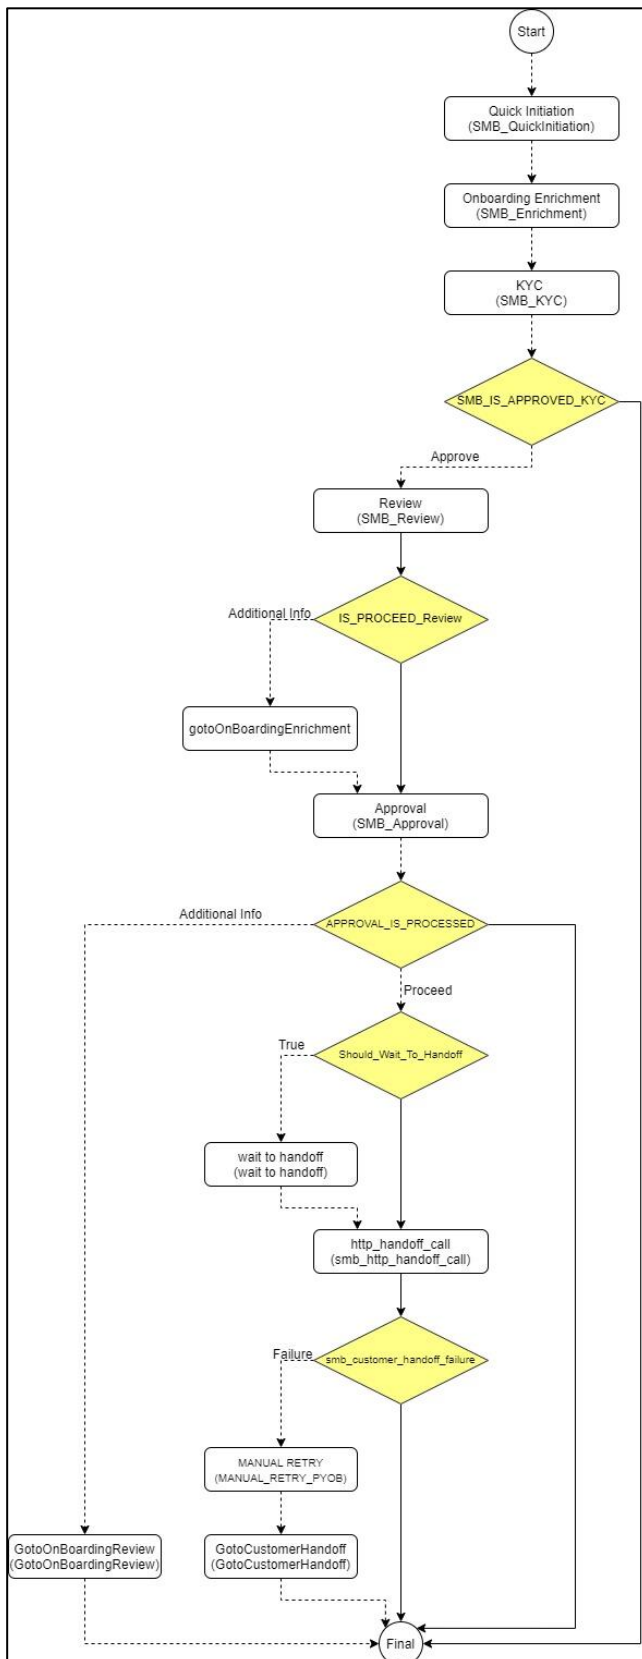 Start
Quick Initiation
(SMB_QuickInitiation)
Onboarding Enrichment
(SMB_Enrichment)
KYC
(SMB_KYC)
SMB_IS_APPROVED_KYC
Approve
Review
(SMB_Review)
Additional Info
IS_PROCEED_Review
gotoOnBoardingEnrichment
Approval
(SMB_Approval)
Additional Info
APPROVAL_IS_PROCESSED
Proceed
True
Should_Wait_To_Handoff
wait to handoff
(wait to handoff)
http_handoff_call
(smb_http_handoff_call)
Failure
smb_customer_handoff_failure
MANUAL RETRY
(MANUAL_RETRY_PYOB)
GotoOnBoardingReview
(GotoOnBoardingReview)
GotoCustomerHandoff
(GotoCustomerHandoff)
Final